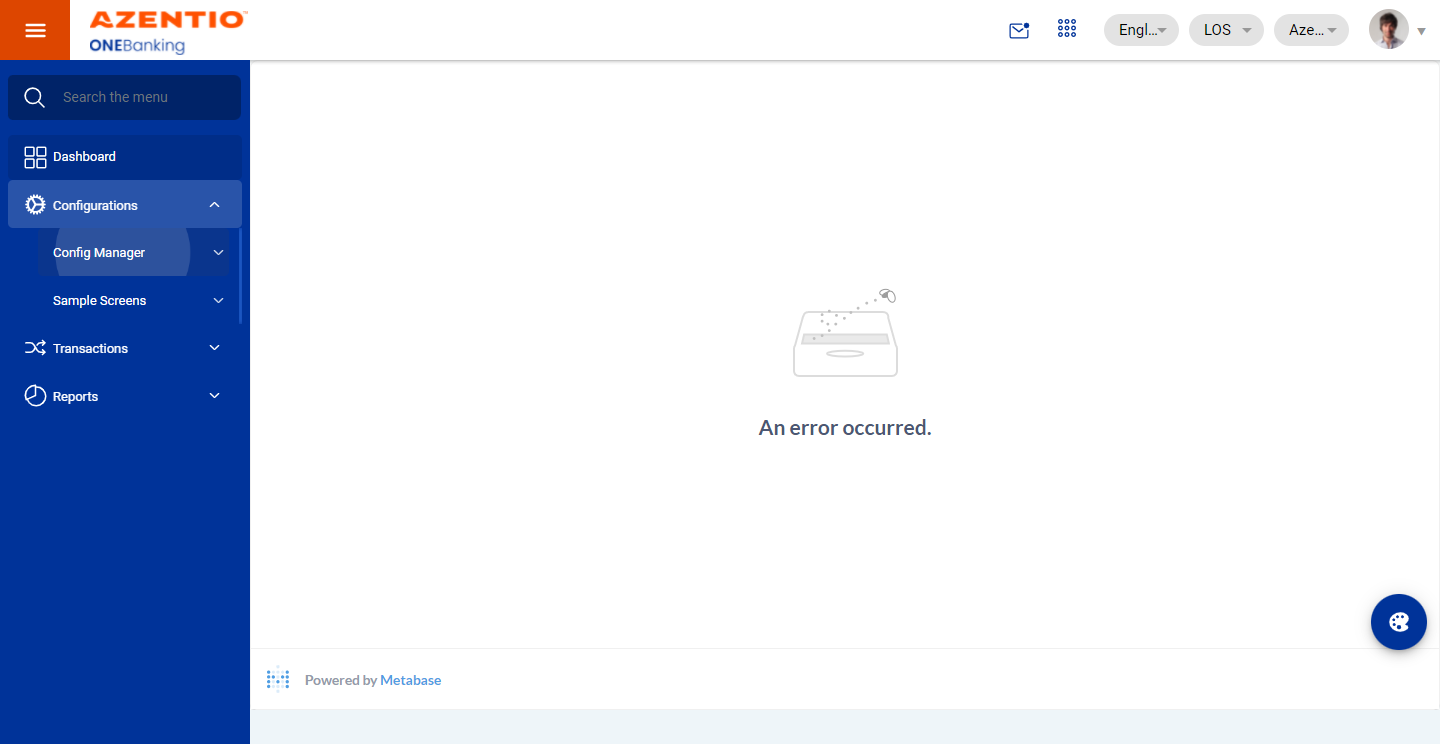 AZENTIO™
ONEBanking
Engl...
LOS
Aze...
Search the menu
Dashboard
Configurations
Config Manager
Sample Screens
Transactions
Reports
An error occurred.
Powered by Metabase